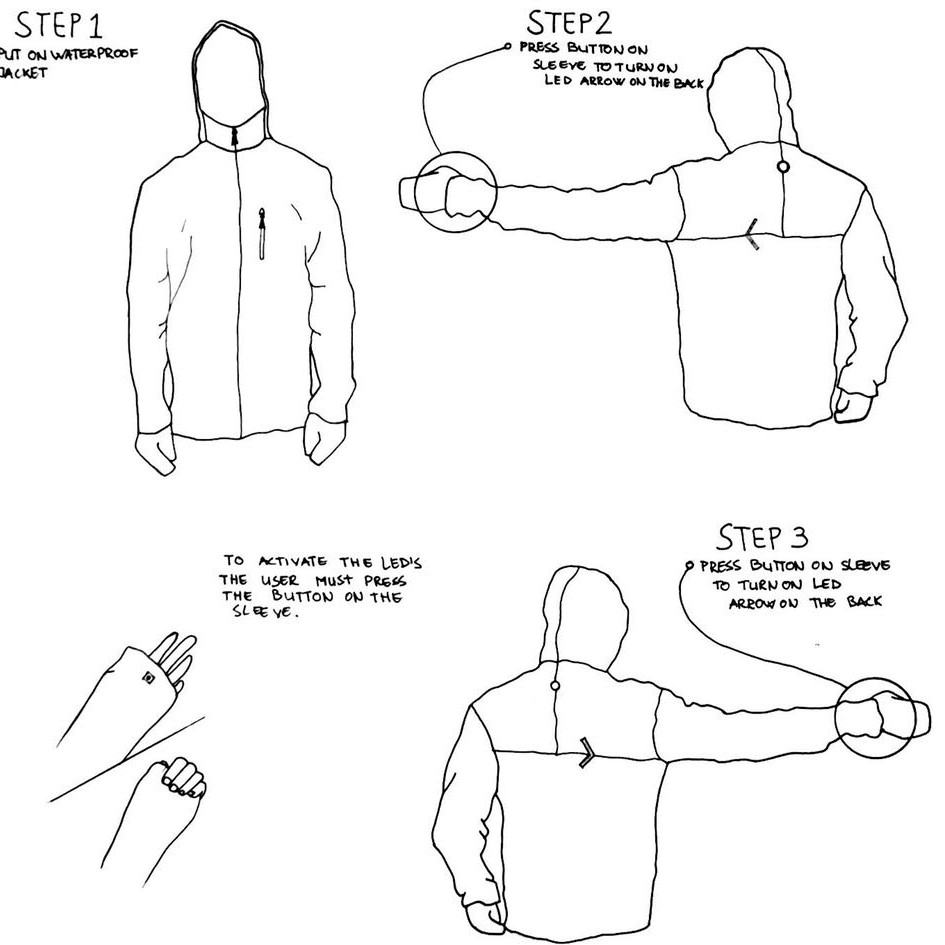 STEP 1
PUT ON WATERPROOF
JACKET
STEP 2
PRESS BUTTON ON
SLEEVE TO TURN ON
LED ARROW ON THE BACK
TO ACTIVATE THE LED'S
THE USER MUST PRESS
THE BUTTON ON THE
SLEEVE.
STEP 3
PRESS BUTTON ON SLEEVE
TO TURN ON LED
ARROW ON THE BACK